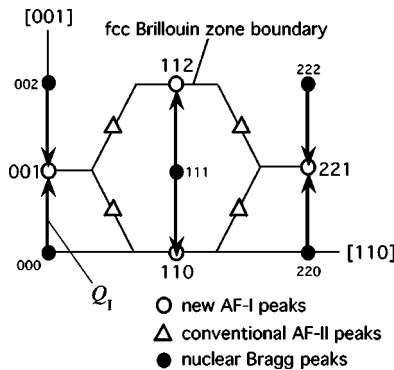 [001]
fcc Brillouin zone boundary
002
112
222
001
111
221
000
110
220
[110]
Q_I
new AF-I peaks
conventional AF-II peaks
nuclear Bragg peaks